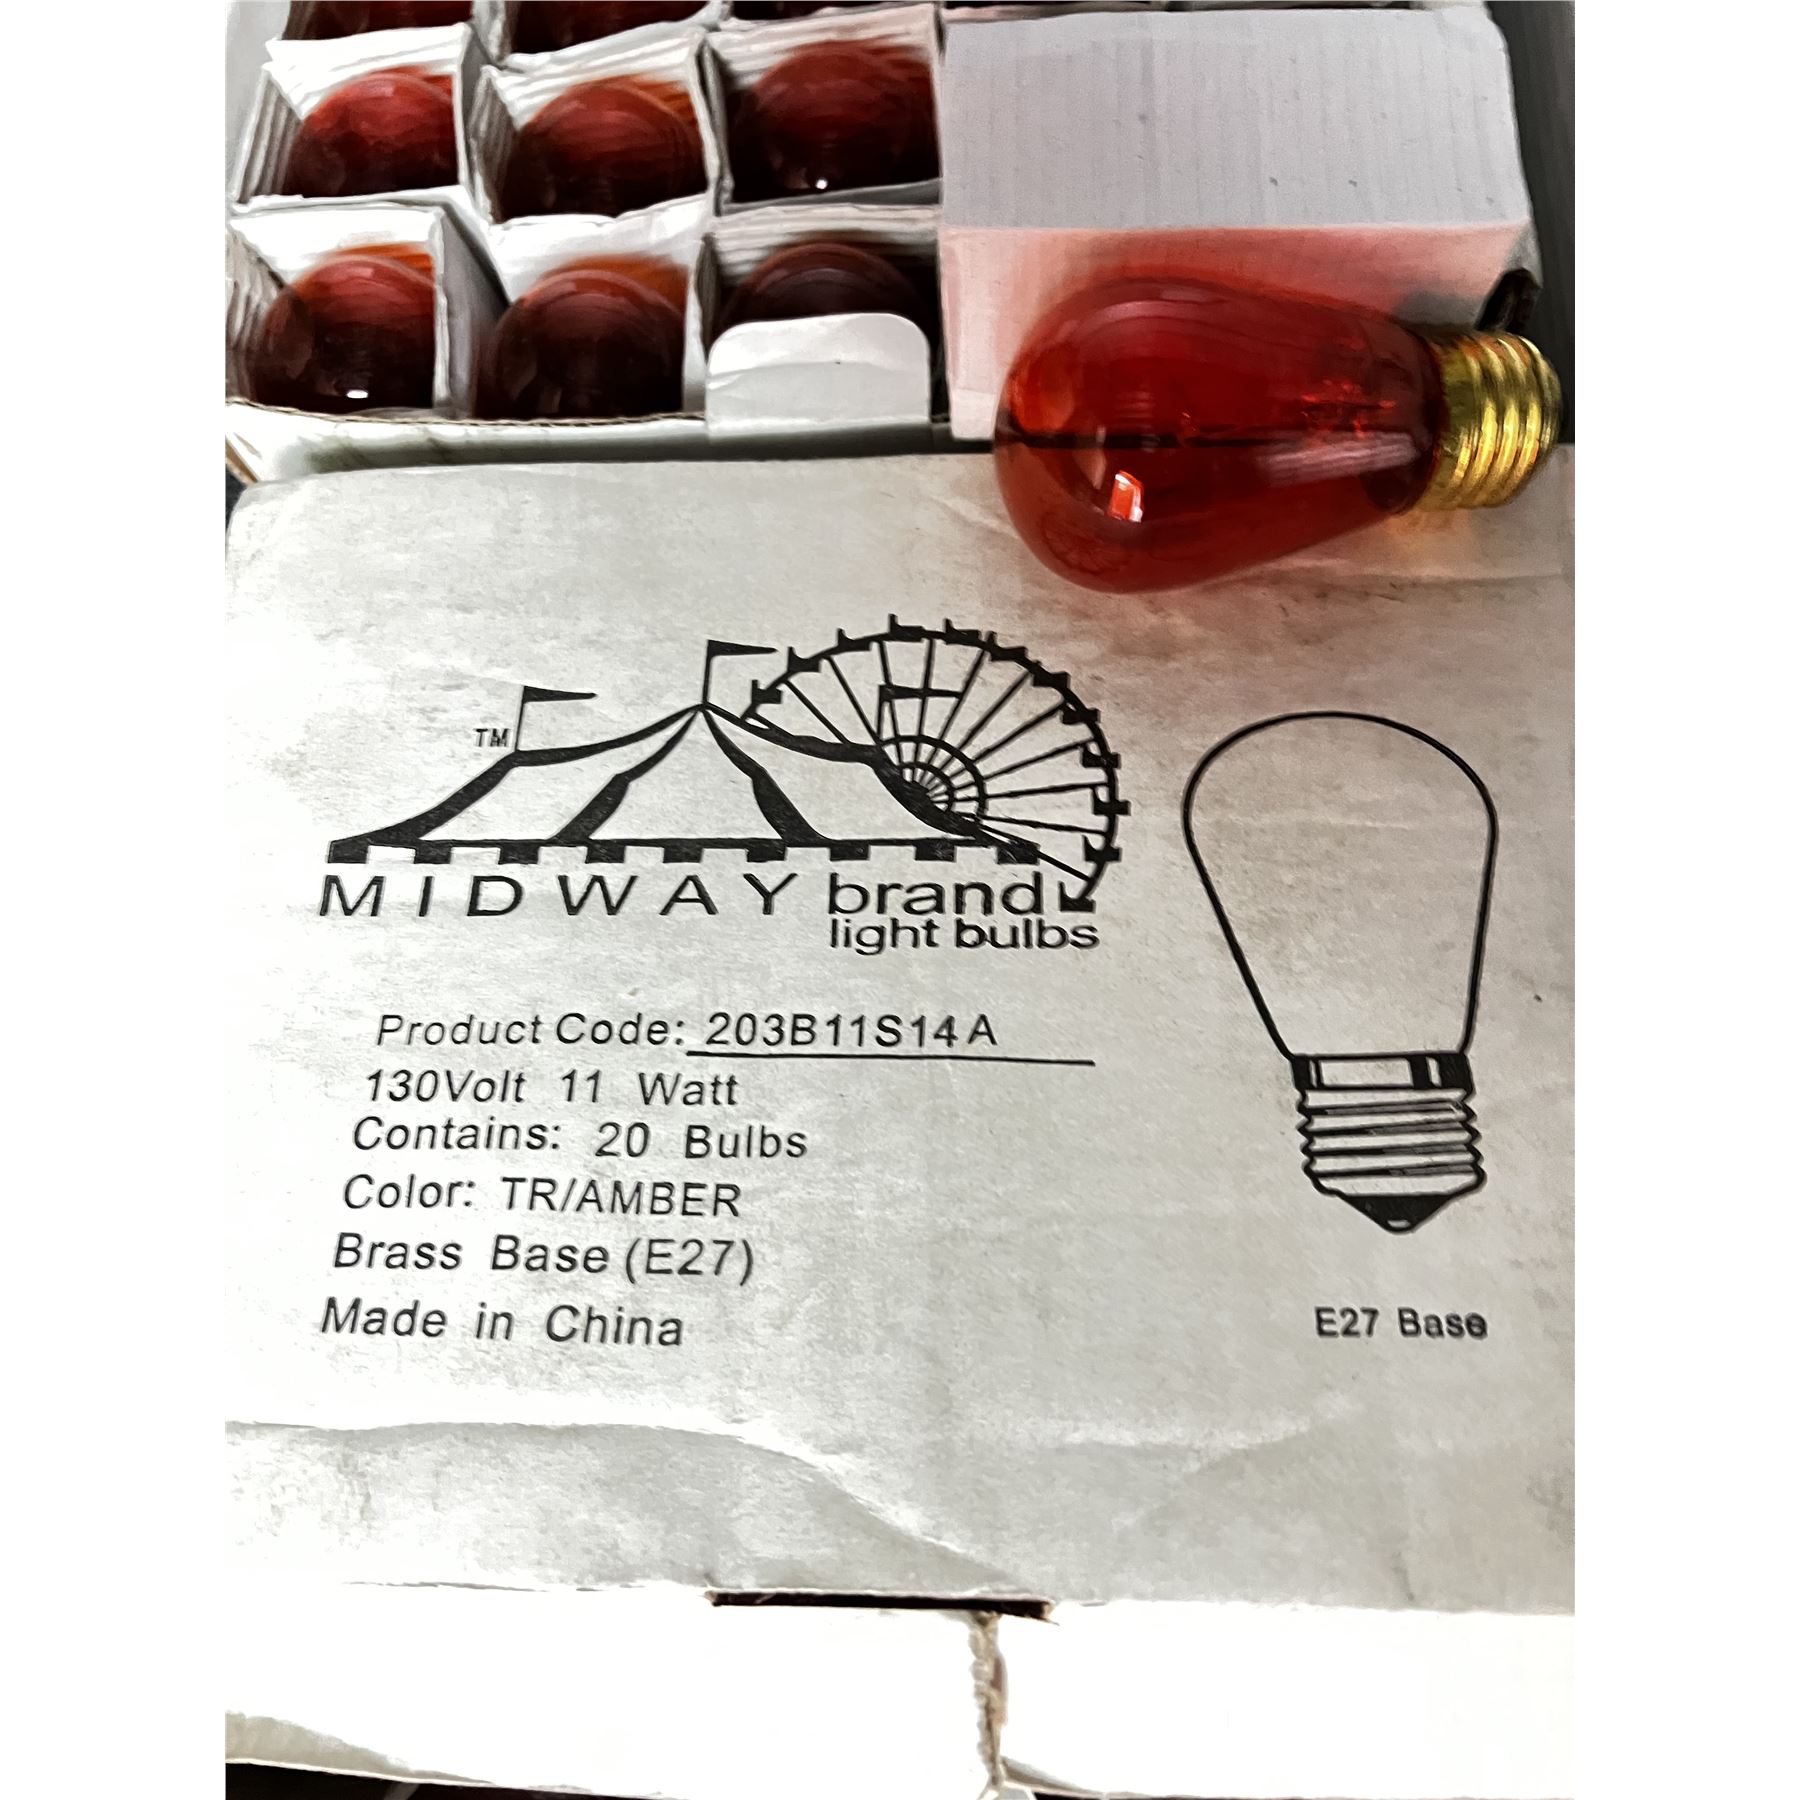 TM
MIDWAY brand
light bulbs
Product Code: 203B11S14A
130Volt 11 Watt
Contains: 20 Bulbs
Color: TR/AMBER
Brass Base (E27)
Made in China
E27 Base